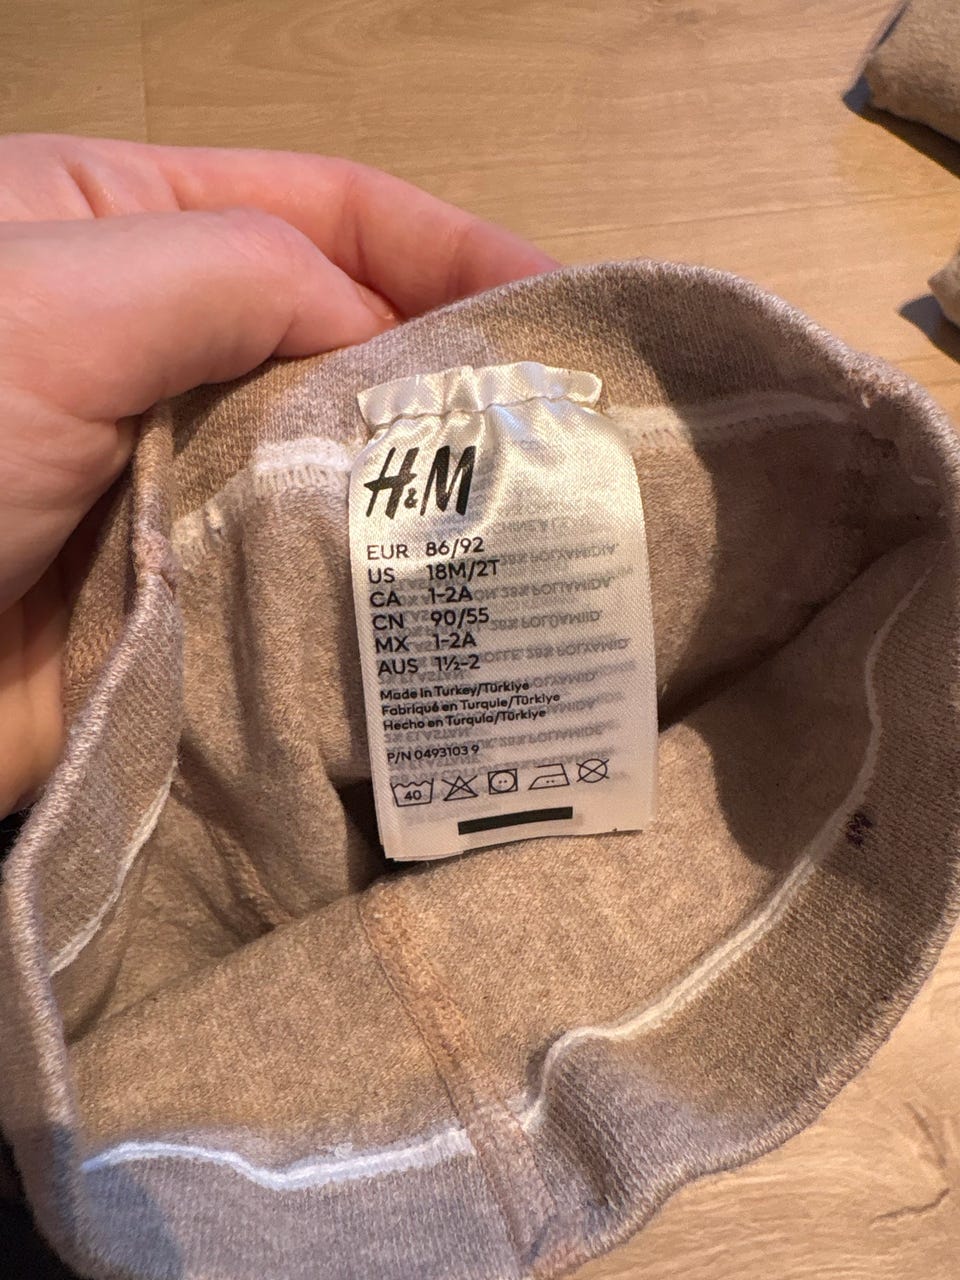 H&M
EUR 86/92
US 18M/2T
CA 1-2A
CN 90/55
MX 1-2A
AUS 1½-2
Made in Turkey/Türkiye
Fabriqué en Turquie/Türkiye
Hecho en Turquía/Türkiye
P/N 0493103 9
40